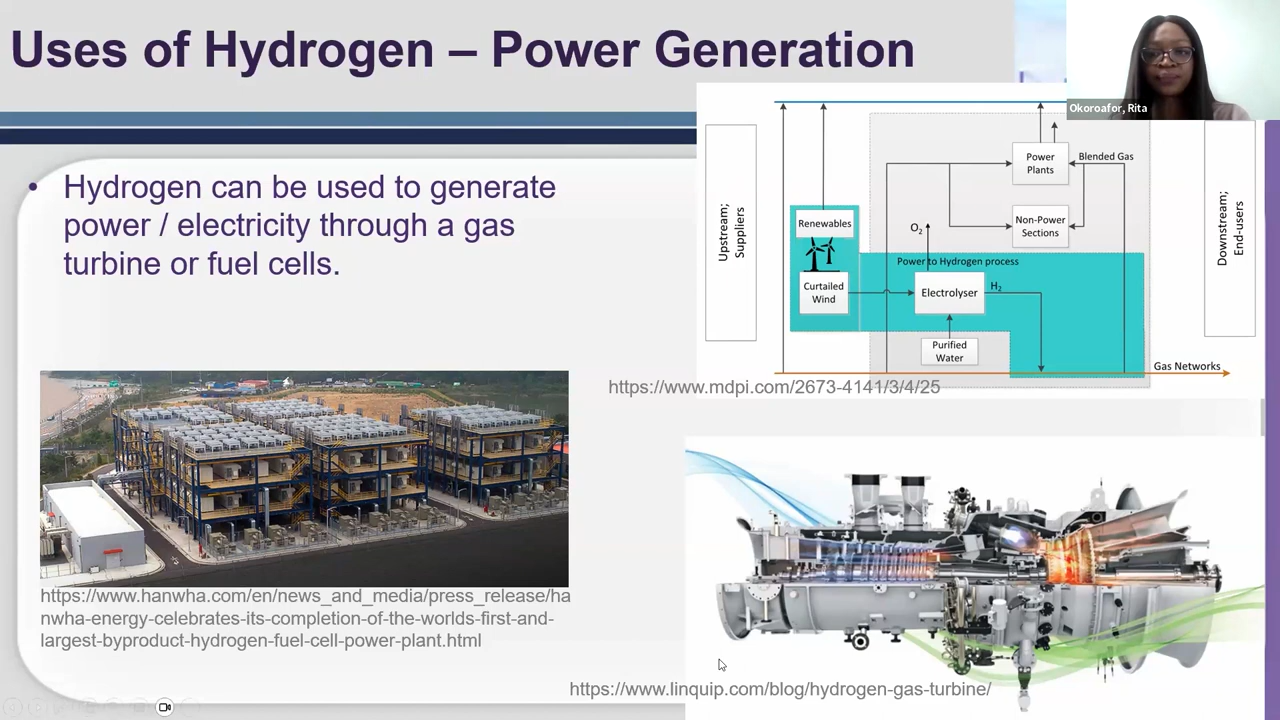 Uses of Hydrogen – Power Generation
Okoroafor, Rita
• Hydrogen can be used to generate
power / electricity through a gas
turbine or fuel cells.
Upstream;
Suppliers
Renewables
Curtailed
Wind
O2
Power to Hydrogen process
Electrolyser
H2
Purified
Water
Power
Plants
Blended Gas
Non-Power
Sections
Downstream;
End-users
Gas Networks
https://www.mdpi.com/2673-4141/3/4/25
https://www.hanwha.com/en/news_and_media/press_release/ha
nwha-energy-celebrates-its-completion-of-the-worlds-first-and-
largest-byproduct-hydrogen-fuel-cell-power-plant.html
https://www.linquip.com/blog/hydrogen-gas-turbine/